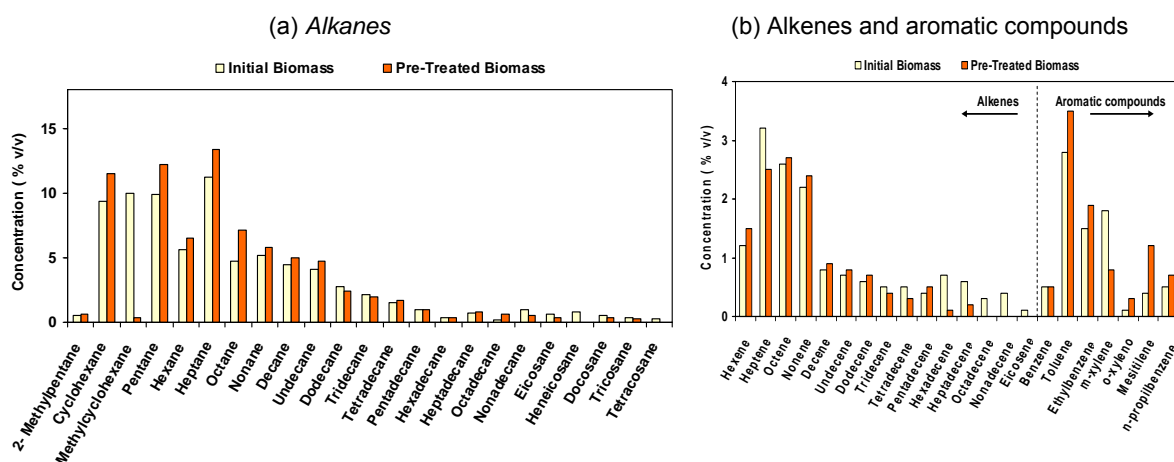 (a) Alkanes
Initial Biomass Pre-Treated Biomass
Concentration ( % v/v)
15
10
5
0
2- Methylpentane
Cyclohexane
Methylcyclohexane
Pentane
Hexane
Heptane
Octane
Nonane
Decane
Undecane
Dodecane
Tridecane
Tetradecane
Pentadecane
Hexadecane
Heptadecane
Octadecane
Nonadecane
Eicosane
Heneicosane
Docosane
Tricosane
Tetracosane
(b) Alkenes and aromatic compounds
Initial Biomass Pre-Treated Biomass
Concentration ( % v/v)
4
3
2
1
0
Alkenes
Aromatic compounds
Hexene
Heptene
Octene
Nonene
Decene
Undecene
Dodecene
Tridecene
Tetradecene
Pentadecene
Hexadecene
Heptadecene
Octadecene
Nonadecene
Eicosene
Benzene
Toluene
Ethylbenzene
m-xylene
o-xyleno
Mesitilene
n-propilbenzene